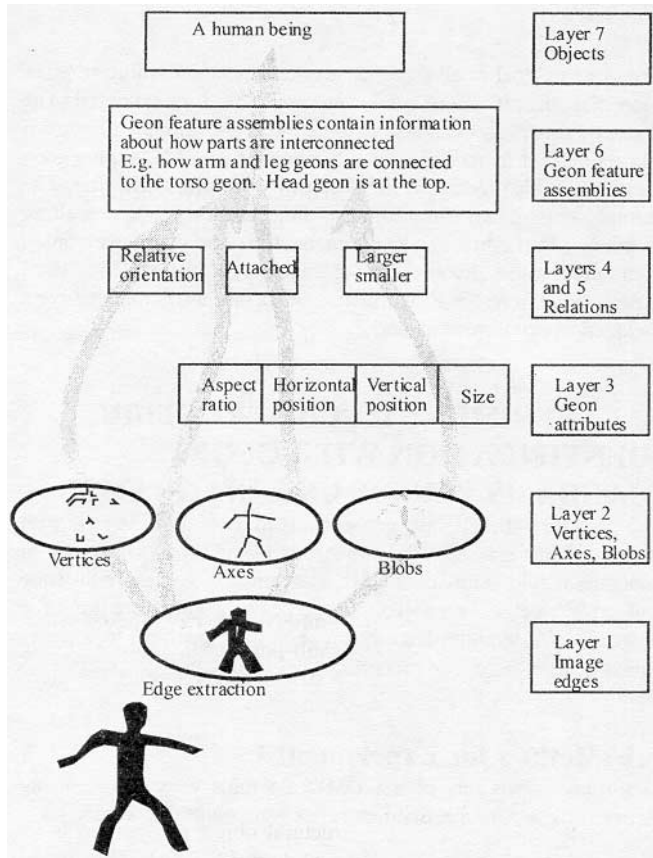 A human being
Layer 7
Objects
Geon feature assemblies contain information
about how parts are interconnected
E.g. how arm and leg geons are connected
to the torso geon. Head geon is at the top.
Layer 6
Geon feature
assemblies
Relative
orientation
Attached
Larger
smaller
Layers 4
and 5
Relations
Aspect
ratio
Horizontal
position
Vertical
position
Size
Layer 3
Geon
attributes
Vertices
Axes
Blobs
Layer 2
Vertices,
Axes, Blobs
Edge extraction
Layer 1
Image
edges